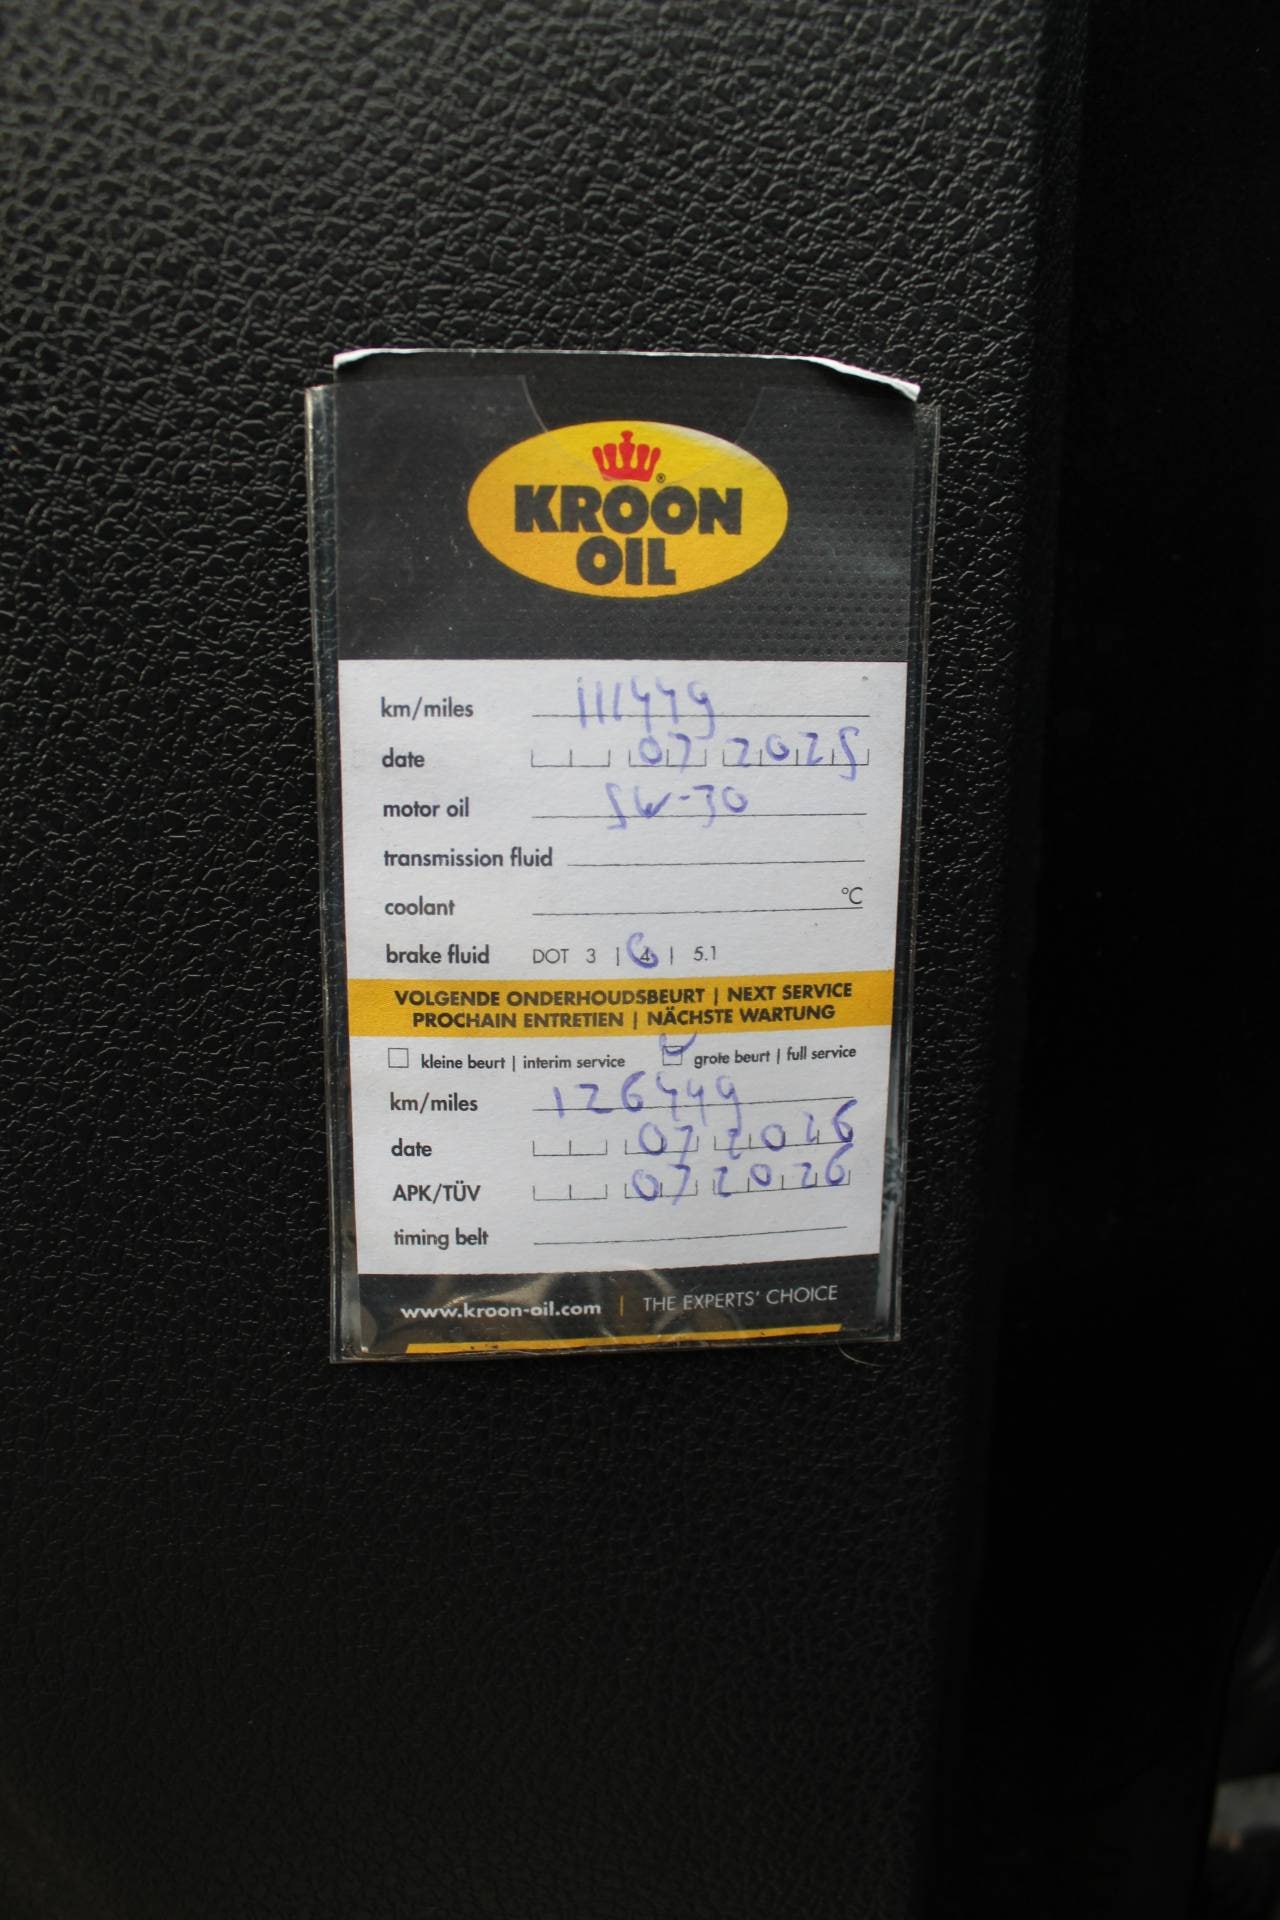 KROON
OIL
km/miles 111449
date 07 2025
motor oil 5W-30
transmission fluid
coantant °C
brake fluid DOT 3 | 4 | 5.1
VOLGENDE ONDERHOUDSBEURT | NEXT SERVICE
PROCHAIN ENTRETIEN | NÄCHSTE WARTUNG
kleine beurt | interim service grote beurt | full service
km/miles 126449
date 07 2026
APK/TÜV 07 2026
timing belt
www.kroon-oil.com | THE EXPERTS' CHOICE